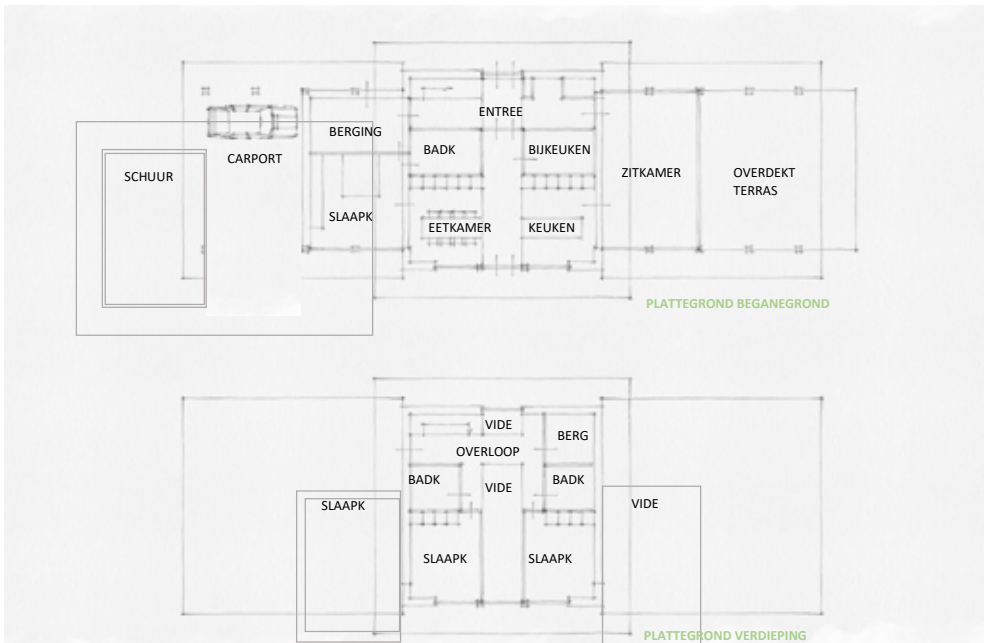 ENTREE
BERGING
BADK
BIJKEUKEN
CARPORT
SCHUUR
ZITKAMER
OVERDEKT
TERRAS
SLAAPK
EETKAMER
KEUKEN
PLATTEGROND BEGANEGROND
VIDE
BERG
OVERLOOP
BADK
VIDE
BADK
SLAAPK
VIDE
SLAAPK
SLAAPK
PLATTEGROND VERDIEPING